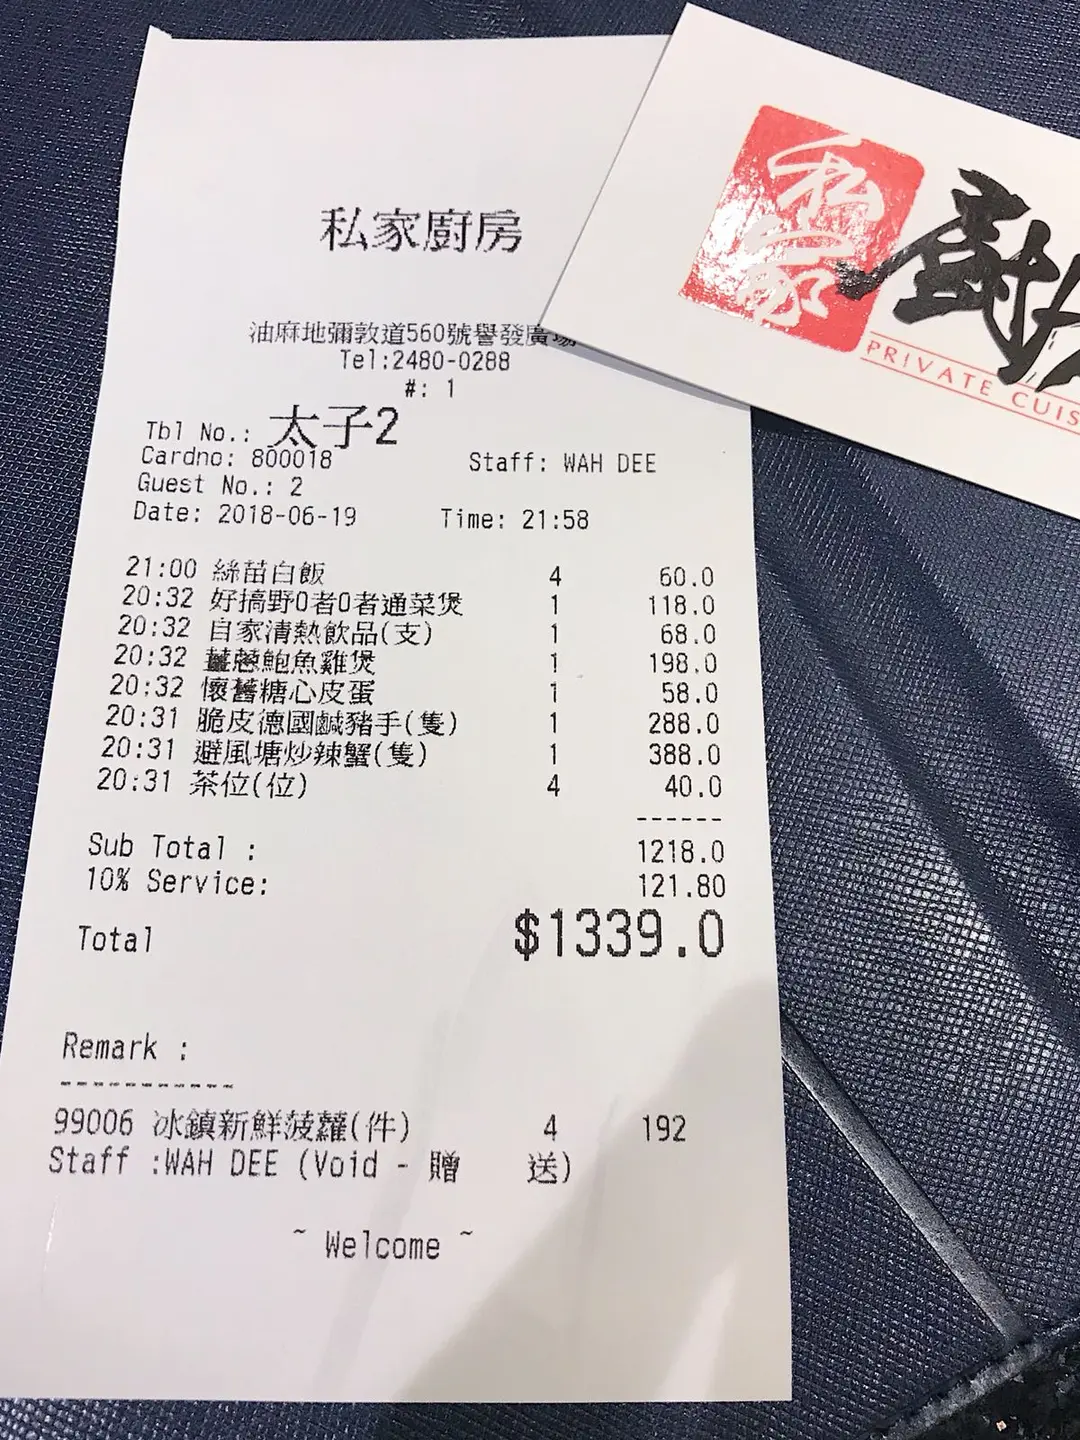 私家廚房
油麻地彌敦道560號譽發廣場
Tel:2480-0288
#: 1
Tbl No.: 太子2
Cardno: 800018 Staff: WAH DEE
Guest No.: 2
Date: 2018-06-19 Time: 21:58
21:00 絲苗白飯 4 60.0
20:32 好搞野0者0者通菜煲 1 118.0
20:32 自家清熱飲品(支) 1 68.0
20:32 薑蔥鮑魚雞煲 1 198.0
20:32 懷舊糖心皮蛋 1 58.0
20:31 脆皮德國鹹豬手(隻) 1 288.0
20:31 避風塘炒辣蟹(隻) 1 388.0
20:31 茶位(位) 4 40.0
------
Sub Total : 1218.0
10% Service: 121.80
Total $1339.0
Remark :
------------
99006 冰鎮新鮮菠蘿(件) 4 192
Staff :WAH DEE (Void - 贈 送)
~ Welcome ~
私家廚
PRIVATE CUIS